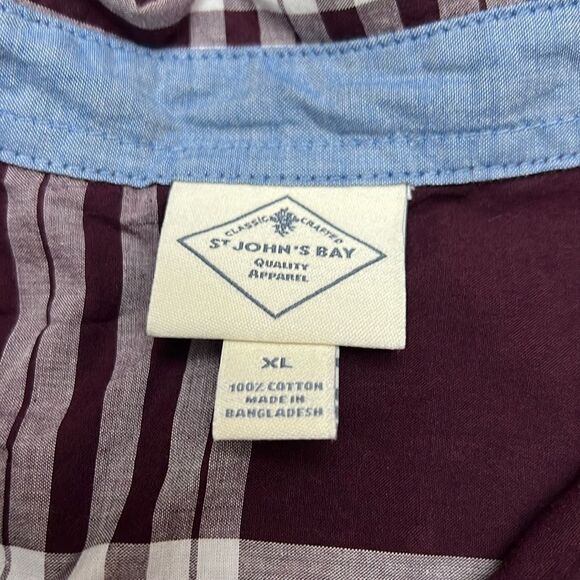 CLASSIC CRAFTED
ST JOHN'S BAY
QUALITY
APPAREL
XL
100% COTTON
MADE IN
BANGLADESH